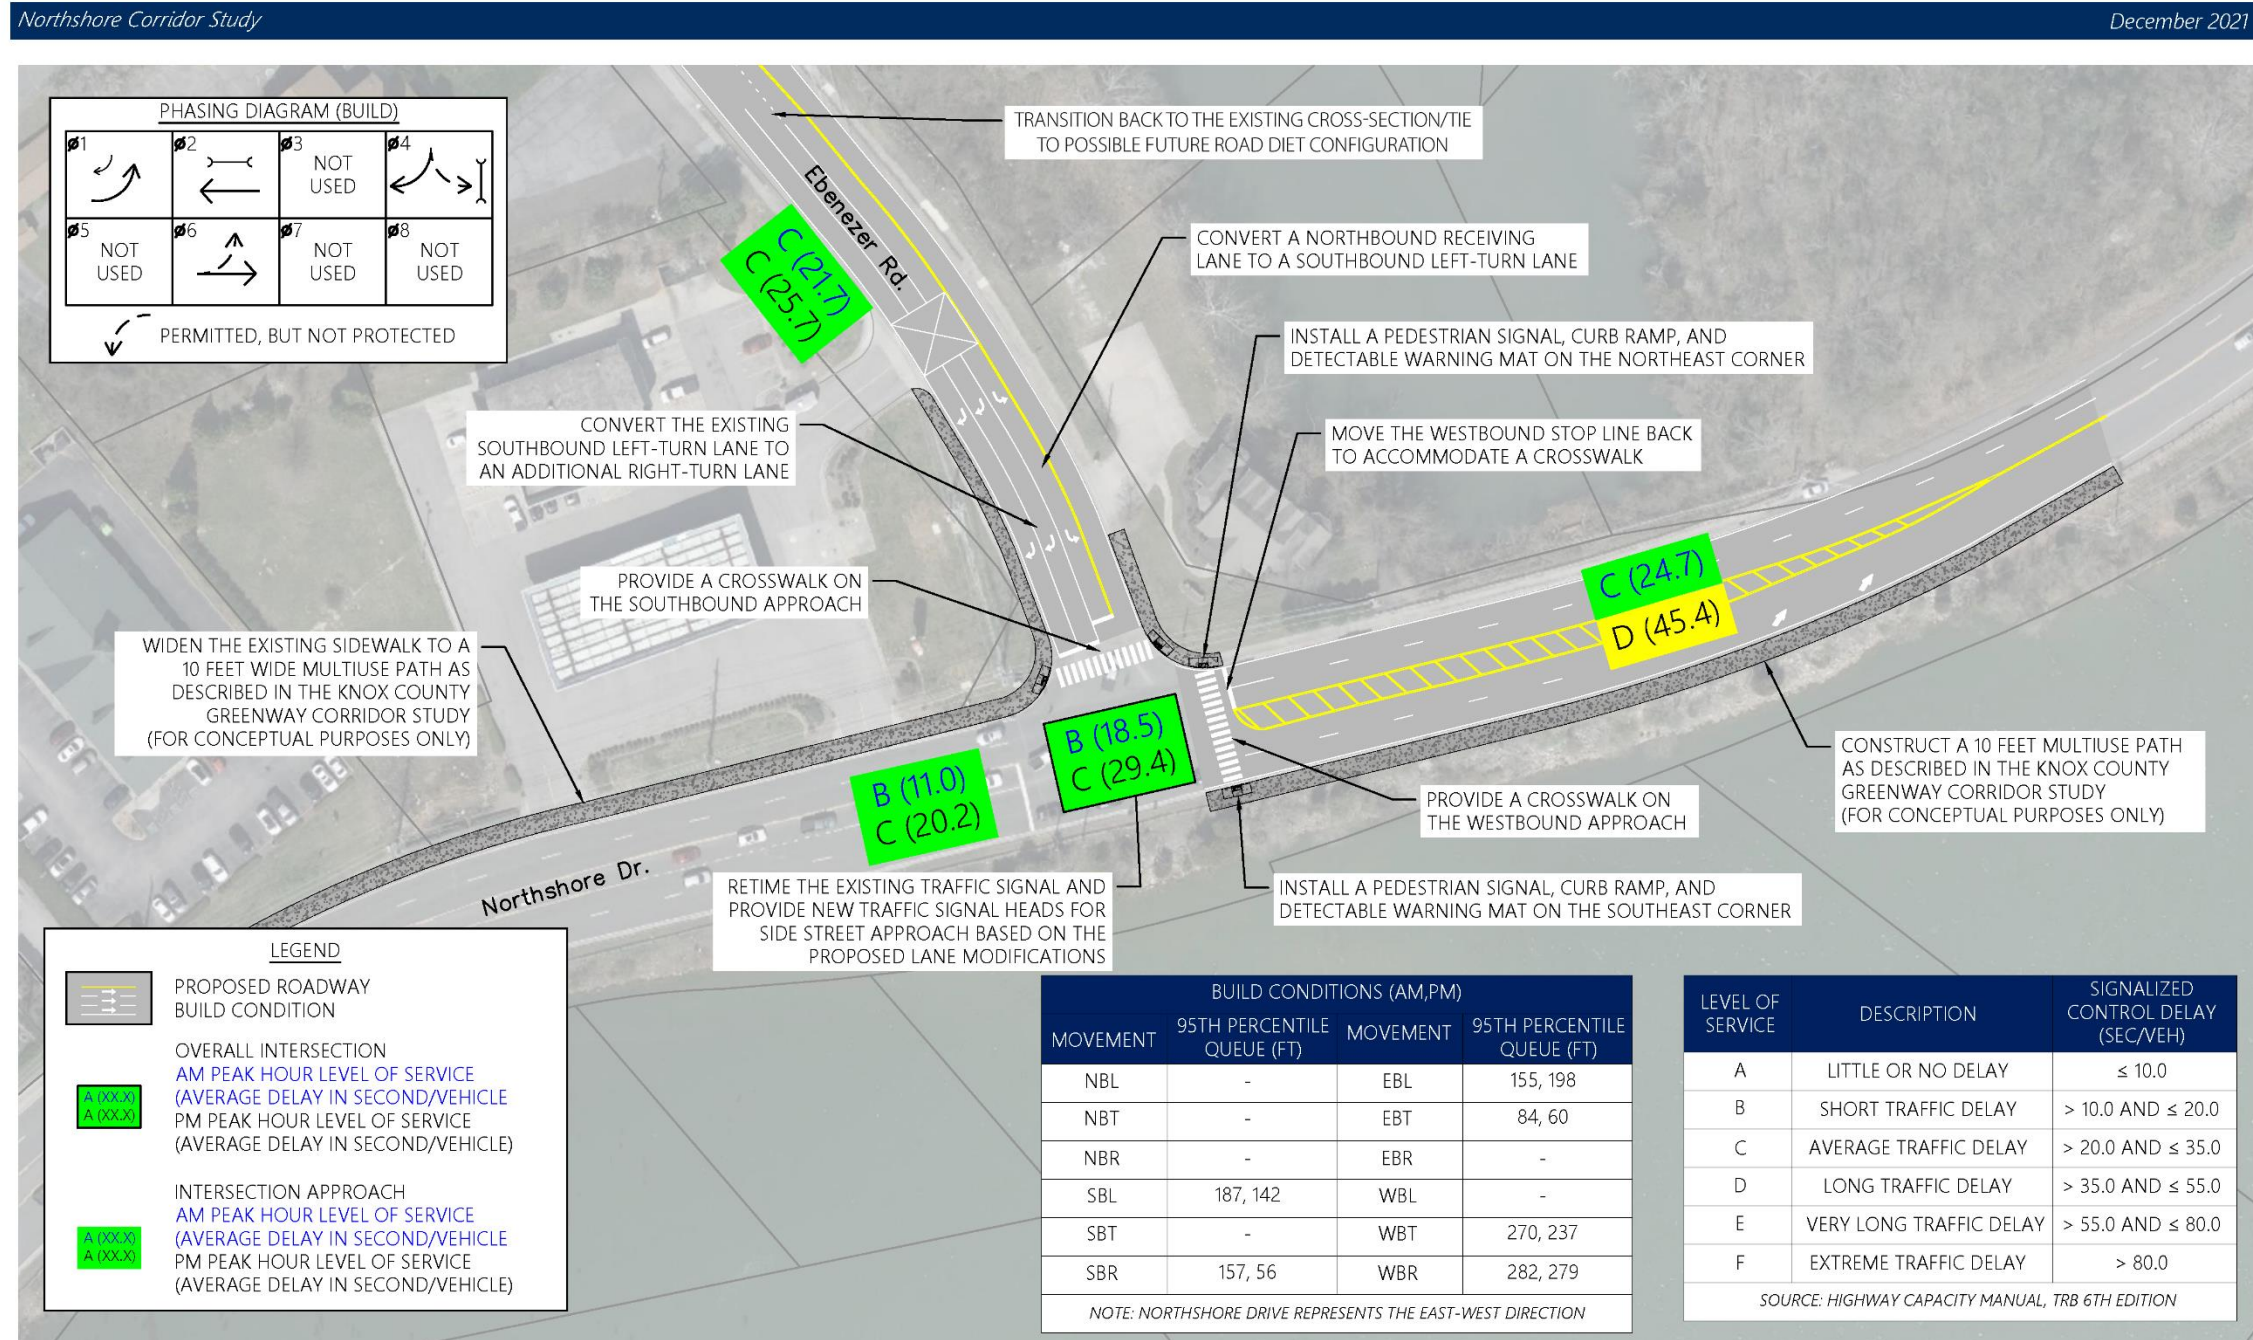 Northshore Corridor Study
December 2021
PHASING DIAGRAM (BUILD)
ø1
ø2
ø3
NOT
USED
ø4
ø5
NOT
USED
ø6
ø7
NOT
USED
ø8
NOT
USED
PERMITTED, BUT NOT PROTECTED
TRANSITION BACK TO THE EXISTING CROSS-SECTION/TIE
TO POSSIBLE FUTURE ROAD DIET CONFIGURATION
Ebenezer Rd.
C (21.7)
C (25.7)
CONVERT A NORTHBOUND RECEIVING
LANE TO A SOUTHBOUND LEFT-TURN LANE
INSTALL A PEDESTRIAN SIGNAL, CURB RAMP, AND
DETECTABLE WARNING MAT ON THE NORTHEAST CORNER
CONVERT THE EXISTING
SOUTHBOUND LEFT-TURN LANE TO
AN ADDITIONAL RIGHT-TURN LANE
MOVE THE WESTBOUND STOP LINE BACK
TO ACCOMMODATE A CROSSWALK
PROVIDE A CROSSWALK ON
THE SOUTHBOUND APPROACH
C (24.7)
D (45.4)
WIDEN THE EXISTING SIDEWALK TO A
10 FEET WIDE MULTIUSE PATH AS
DESCRIBED IN THE KNOX COUNTY
GREENWAY CORRIDOR STUDY
(FOR CONCEPTUAL PURPOSES ONLY)
B (18.5)
C (29.4)
B (11.0)
C (20.2)
CONSTRUCT A 10 FEET MULTIUSE PATH
AS DESCRIBED IN THE KNOX COUNTY
GREENWAY CORRIDOR STUDY
(FOR CONCEPTUAL PURPOSES ONLY)
PROVIDE A CROSSWALK ON
THE WESTBOUND APPROACH
Northshore Dr.
RETIME THE EXISTING TRAFFIC SIGNAL AND
PROVIDE NEW TRAFFIC SIGNAL HEADS FOR
SIDE STREET APPROACH BASED ON THE
PROPOSED LANE MODIFICATIONS
INSTALL A PEDESTRIAN SIGNAL, CURB RAMP, AND
DETECTABLE WARNING MAT ON THE SOUTHEAST CORNER
LEGEND
PROPOSED ROADWAY
BUILD CONDITION
A (XX.X)
A (XX.X)
OVERALL INTERSECTION
AM PEAK HOUR LEVEL OF SERVICE
(AVERAGE DELAY IN SECOND/VEHICLE
PM PEAK HOUR LEVEL OF SERVICE
(AVERAGE DELAY IN SECOND/VEHICLE)
A (XX.X)
A (XX.X)
INTERSECTION APPROACH
AM PEAK HOUR LEVEL OF SERVICE
(AVERAGE DELAY IN SECOND/VEHICLE
PM PEAK HOUR LEVEL OF SERVICE
(AVERAGE DELAY IN SECOND/VEHICLE)
BUILD CONDITIONS (AM,PM)
MOVEMENT 95TH PERCENTILE QUEUE (FT) MOVEMENT 95TH PERCENTILE QUEUE (FT)
NBL - EBL 155, 198
NBT - EBT 84, 60
NBR - EBR -
SBL 187, 142 WBL -
SBT - WBT 270, 237
SBR 157, 56 WBR 282, 279
NOTE: NORTHSHORE DRIVE REPRESENTS THE EAST-WEST DIRECTION
LEVEL OF SERVICE DESCRIPTION SIGNALIZED CONTROL DELAY (SEC/VEH)
A LITTLE OR NO DELAY ≤ 10.0
B SHORT TRAFFIC DELAY > 10.0 AND ≤ 20.0
C AVERAGE TRAFFIC DELAY > 20.0 AND ≤ 35.0
D LONG TRAFFIC DELAY > 35.0 AND ≤ 55.0
E VERY LONG TRAFFIC DELAY > 55.0 AND ≤ 80.0
F EXTREME TRAFFIC DELAY > 80.0
SOURCE: HIGHWAY CAPACITY MANUAL, TRB 6TH EDITION